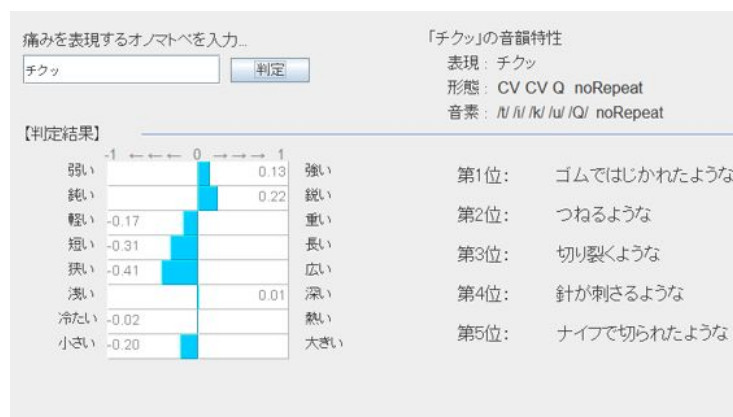 痛みを表現するオノマトペを入力...
チクッ
判定
「チクッ」の音韻特性
表現： チクッ
形態： CV CV Q noRepeat
音素： /t/ /i/ /k/ /u/ /Q/ noRepeat
【判定結果】
-1 ← ← ← 0 → → → 1
弱い 0.13 強い
鈍い 0.22 鋭い
軽い -0.17 重い
短い -0.31 長い
狭い -0.41 広い
浅い 0.01 深い
冷たい -0.02 熱い
小さい -0.20 大きい
第1位： ゴムではじかれたような
第2位： つねるような
第3位： 切り裂くような
第4位： 針が刺さるような
第5位： ナイフで切られたような